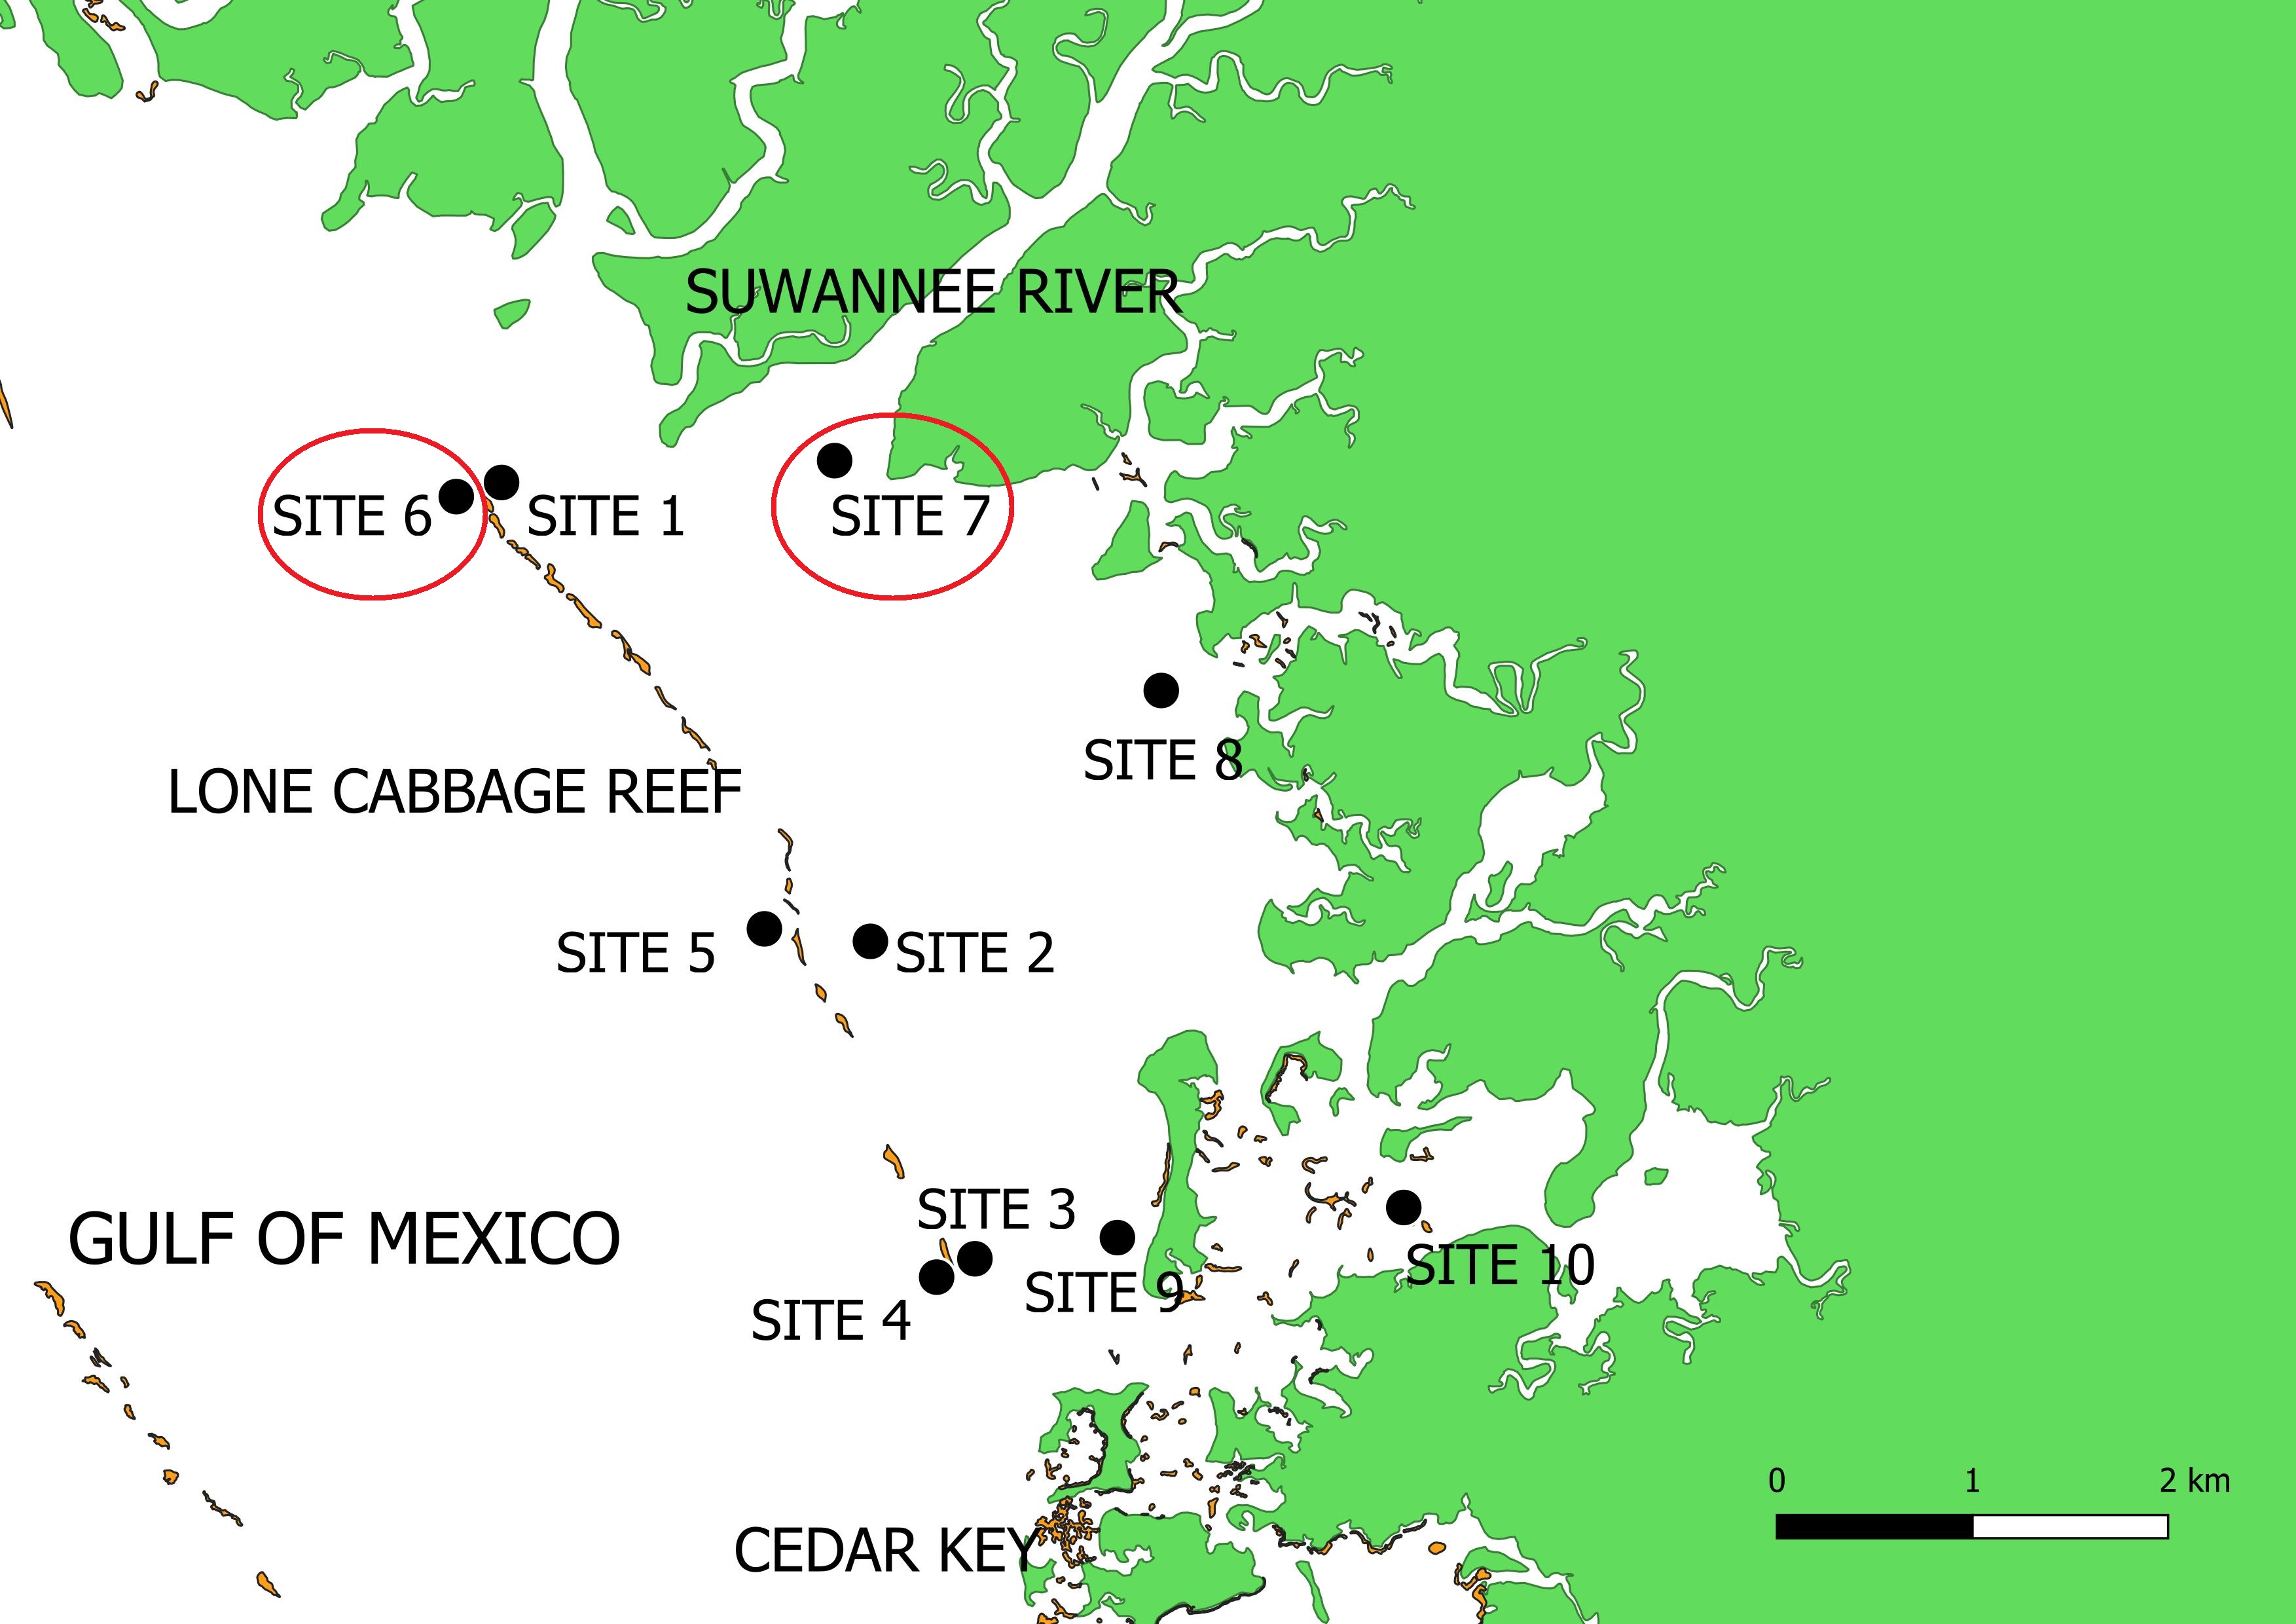 SUWANNEE RIVER
SITE 6
SITE 1
SITE 7
SITE 8
LONE CABBAGE REEF
SITE 5
SITE 2
SITE 3
GULF OF MEXICO
SITE 10
SITE 9
SITE 4
0 1 2 km
CEDAR KEY